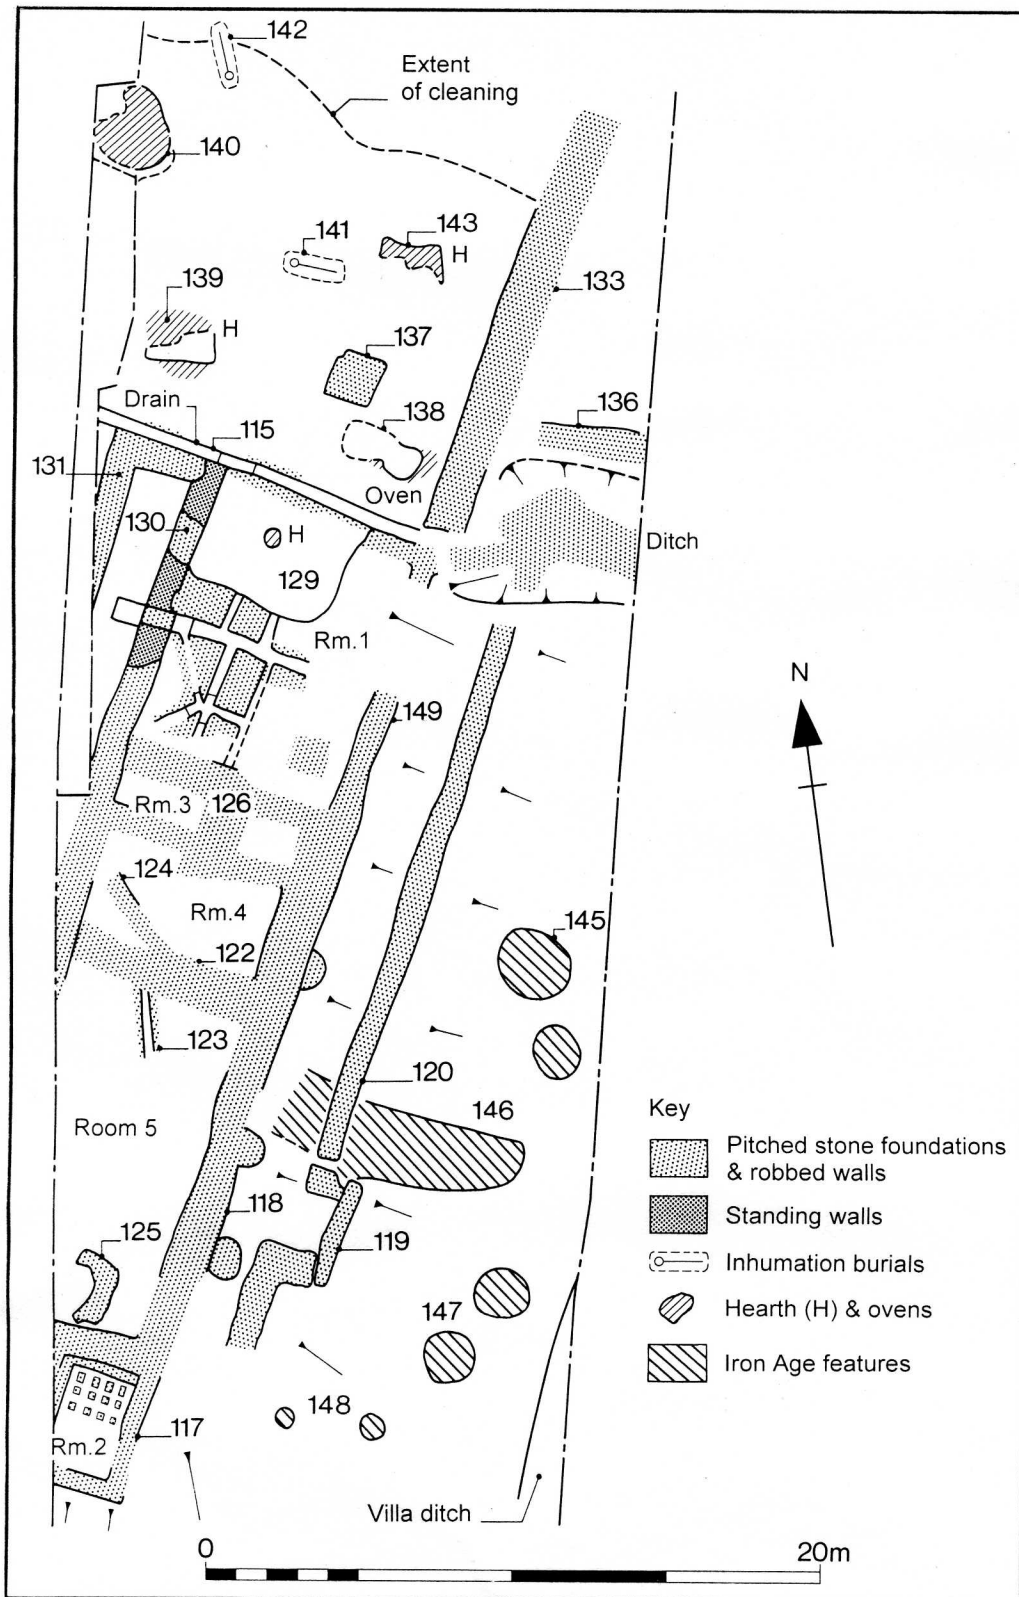 142
Extent
of cleaning
140
141
143
H
139
H
133
137
Drain
115
138
136
131
Oven
130
H
129
Ditch
Rm.1
N
149
Rm.3
126
124
Rm.4
145
122
123
120
146
Room 5
118
119
125
147
148
117
Rm.2
Villa ditch
Key
Pitched stone foundations
& robbed walls
Standing walls
Inhumation burials
Hearth (H) & ovens
Iron Age features
0
20m